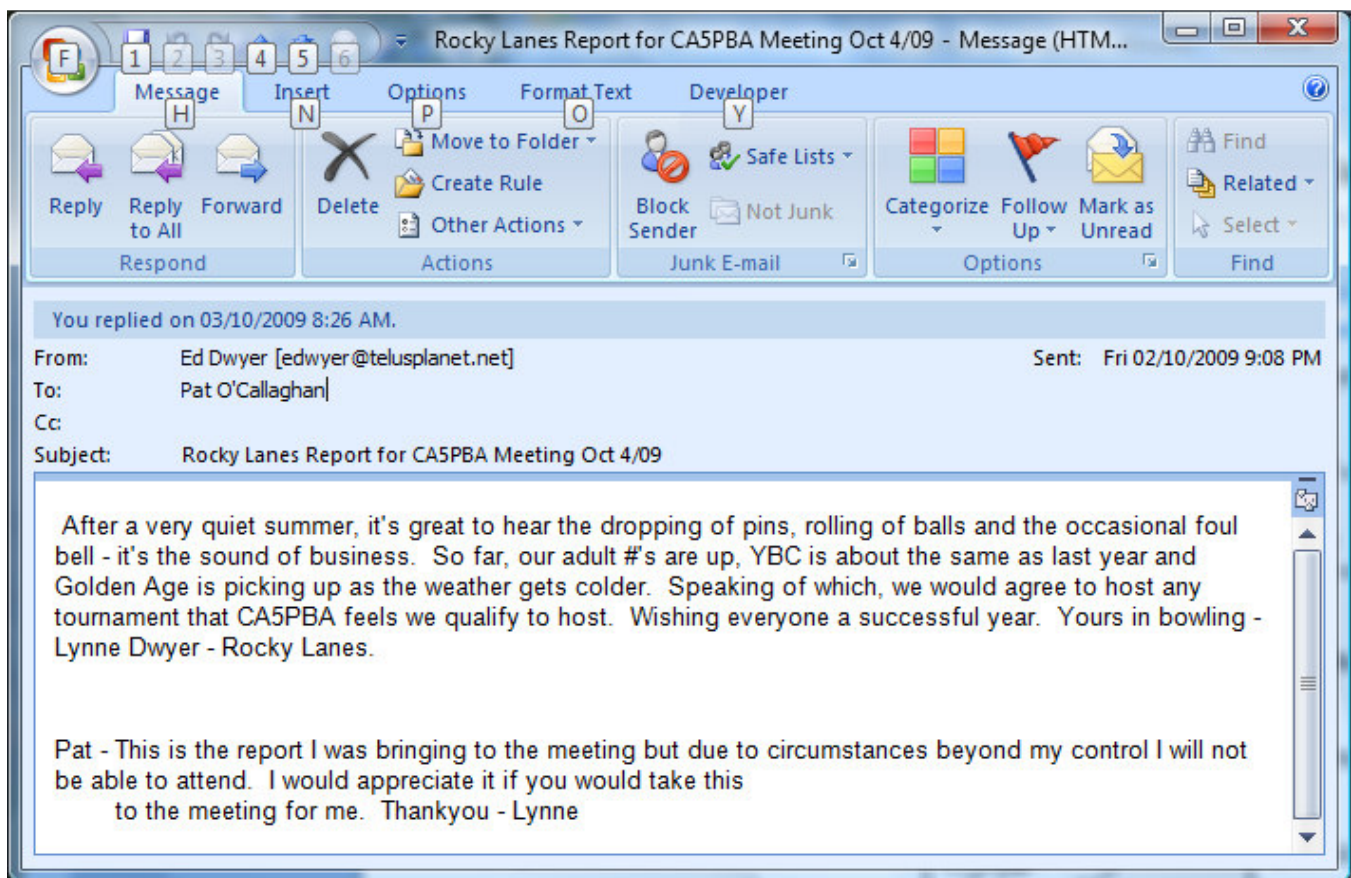 Rocky Lanes Report for CA5PBA Meeting Oct 4/09 - Message (HTM...
F 1 2 3 4 5 6
Message Insert Options Format Text Developer
H N P O Y
Reply Reply to All Forward Delete Move to Folder Create Rule Other Actions Block Sender Safe Lists Not Junk Categorize Follow Up Mark as Unread Find Related Select
Respond Actions Junk E-mail Options Find
You replied on 03/10/2009 8:26 AM.
From: Ed Dwyer [edwyer@telusplanet.net] Sent: Fri 02/10/2009 9:08 PM
To: Pat O'Callaghan
Cc:
Subject: Rocky Lanes Report for CA5PBA Meeting Oct 4/09
After a very quiet summer, it's great to hear the dropping of pins, rolling of balls and the occasional foul
bell - it's the sound of business. So far, our adult #'s are up, YBC is about the same as last year and
Golden Age is picking up as the weather gets colder. Speaking of which, we would agree to host any
tournament that CA5PBA feels we qualify to host. Wishing everyone a successful year. Yours in bowling -
Lynne Dwyer - Rocky Lanes.
Pat - This is the report I was bringing to the meeting but due to circumstances beyond my control I will not
be able to attend. I would appreciate it if you would take this
to the meeting for me. Thankyou - Lynne